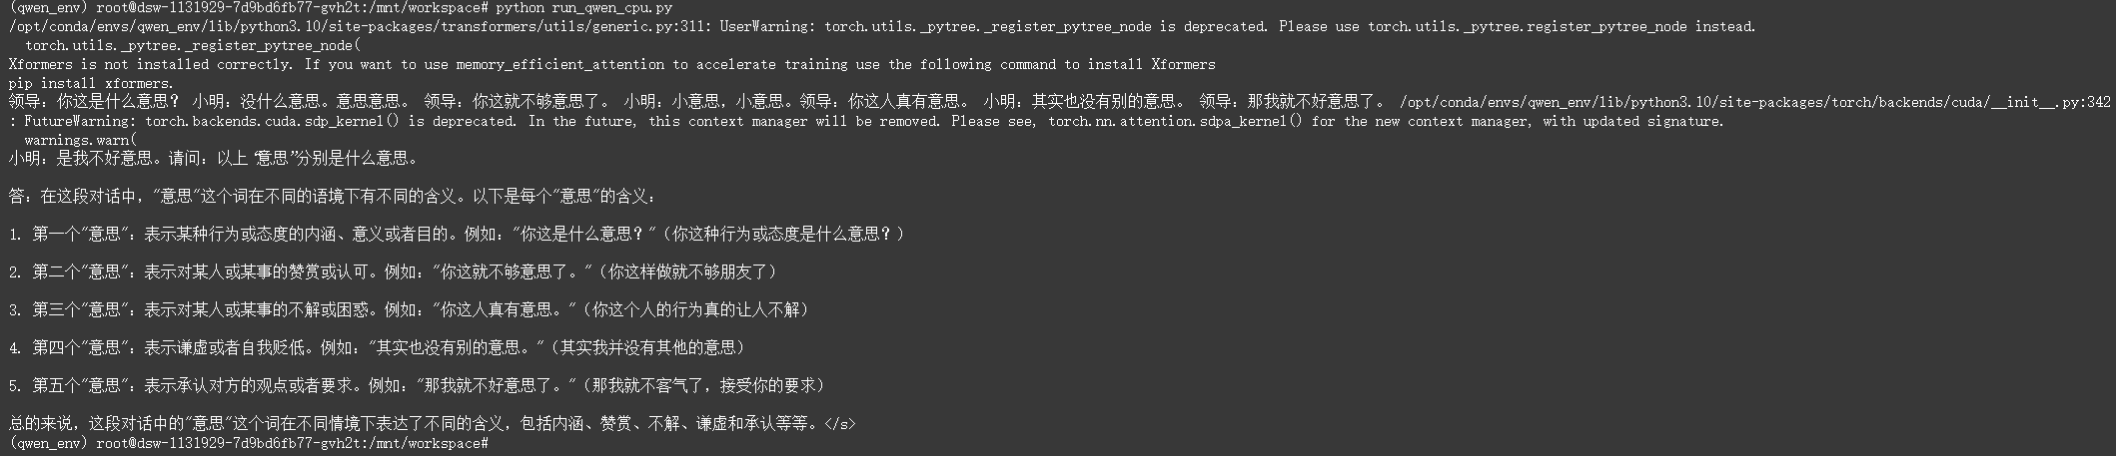 (qwen_env) root@dsw-1131929-7d9bd6fb77-gvh2t:/mnt/workspace# python run_qwen_cpu.py
/opt/conda/envs/qwen_env/lib/python3.10/site-packages/transformers/utils/generic.py:311: UserWarning: torch.utils._pytree._register_pytree_node is deprecated. Please use torch.utils._pytree.register_pytree_node instead.
  torch.utils._pytree._register_pytree_node(
Xformers is not installed correctly. If you want to use memory_efficient_attention to accelerate training use the following command to install Xformers
pip install xformers.
领导：你这是什么意思？ 小明：没什么意思。意思意思。 领导：你这就不够意思了。 小明：小意思，小意思。领导：你这人真有意思。 小明：其实也没有别的意思。 领导：那我就不好意思了。 /opt/conda/envs/qwen_env/lib/python3.10/site-packages/torch/backends/cuda/__init__.py:342
: FutureWarning: torch.backends.cuda.sdp_kernel() is deprecated. In the future, this context manager will be removed. Please see, torch.nn.attention.sdpa_kernel() for the new context manager, with updated signature.
  warnings.warn(
小明：是我不好意思。请问：以上“意思”分别是什么意思。
答：在这段对话中，"意思"这个词在不同的语境下有不同的含义。以下是每个"意思"的含义：
1. 第一个"意思"：表示某种行为或态度的内涵、意义或者目的。例如："你这是什么意思？"（你这种行为或态度是什么意思？）
2. 第二个"意思"：表示对某人或某事的赞赏或认可。例如："你这就不够意思了。"（你这样做就不够朋友了）
3. 第三个"意思"：表示对某人或某事的不解或困惑。例如："你这人真有意思。"（你这个人的行为真的让人不解）
4. 第四个"意思"：表示谦虚或者自我贬低。例如："其实也没有别的意思。"（其实我并没有其他的意思）
5. 第五个"意思"：表示承认对方的观点或者要求。例如："那我就不好意思了。"（那我就不客气了，接受你的要求）
总的来说，这段对话中的"意思"这个词在不同情境下表达了不同的含义，包括内涵、赞赏、不解、谦虚和承认等等。</s>
(qwen_env) root@dsw-1131929-7d9bd6fb77-gvh2t:/mnt/workspace#